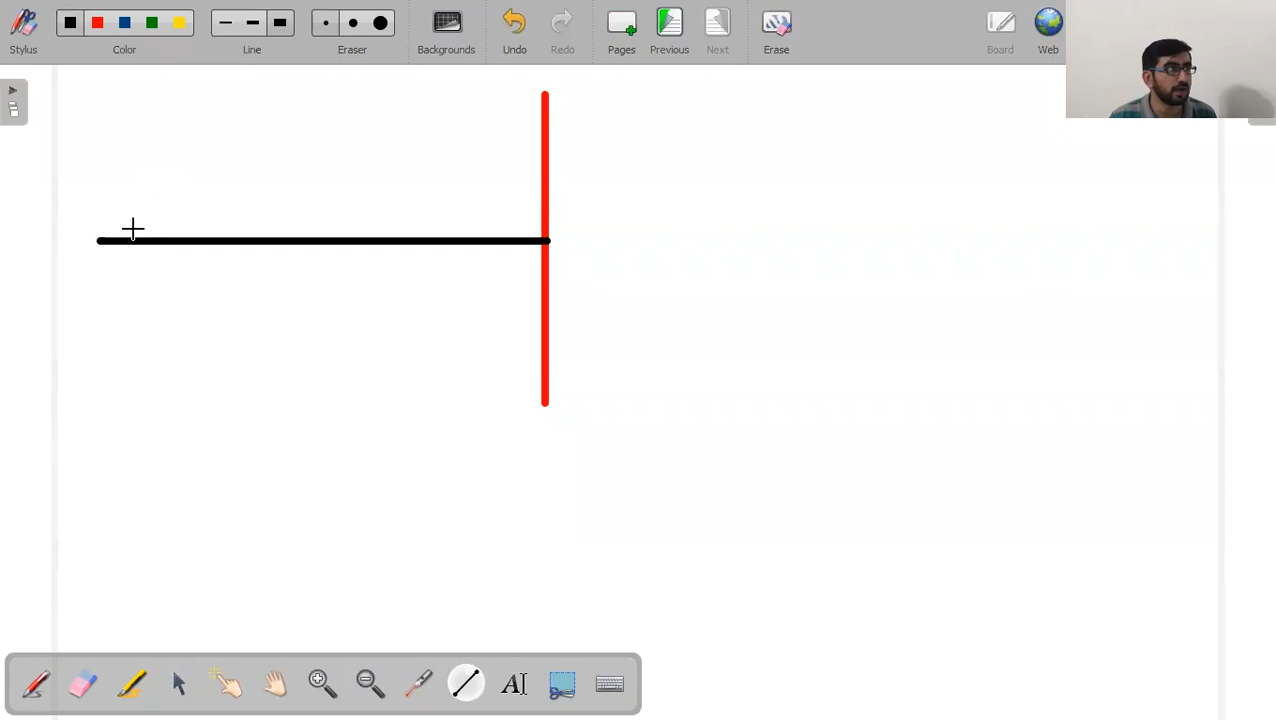 Stylus
Color
Line
Eraser
Backgrounds
Undo
Redo
Pages
Previous
Next
Erase
Board
Web
A